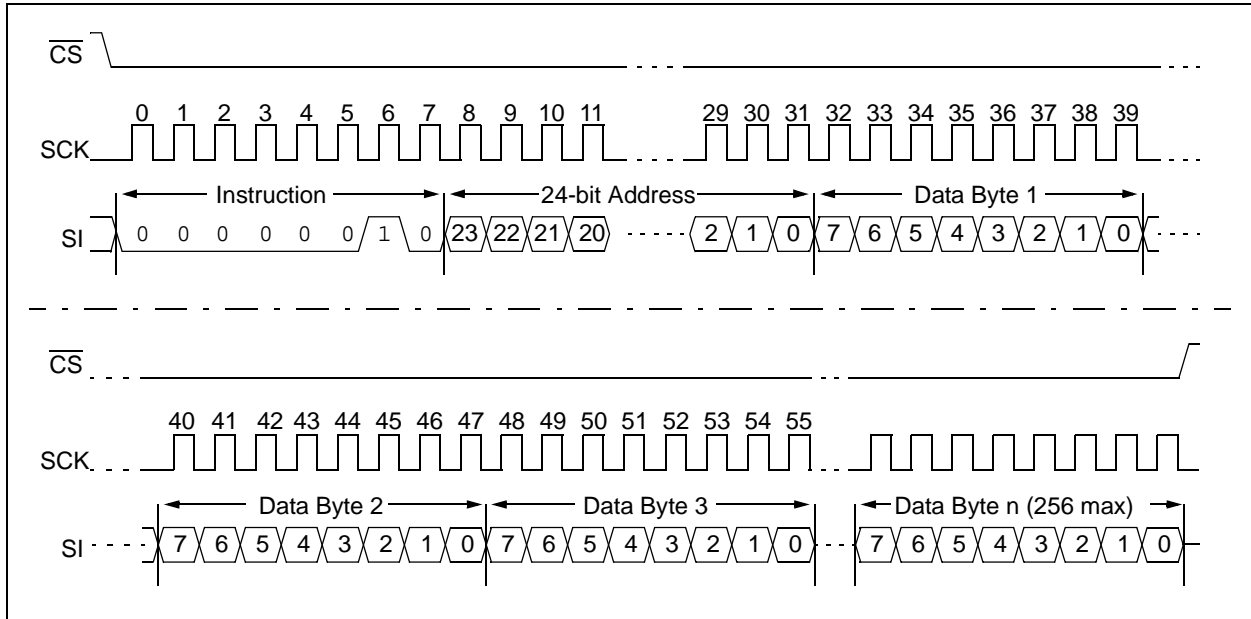 CS
0 1 2 3 4 5 6 7 8 9 10 11 29 30 31 32 33 34 35 36 37 38 39
SCK
Instruction 24-bit Address Data Byte 1
SI 0 0 0 0 0 0 1 0 23 22 21 20 2 1 0 7 6 5 4 3 2 1 0
CS
40 41 42 43 44 45 46 47 48 49 50 51 52 53 54 55
SCK
Data Byte 2 Data Byte 3 Data Byte n (256 max)
SI 7 6 5 4 3 2 1 0 7 6 5 4 3 2 1 0 7 6 5 4 3 2 1 0